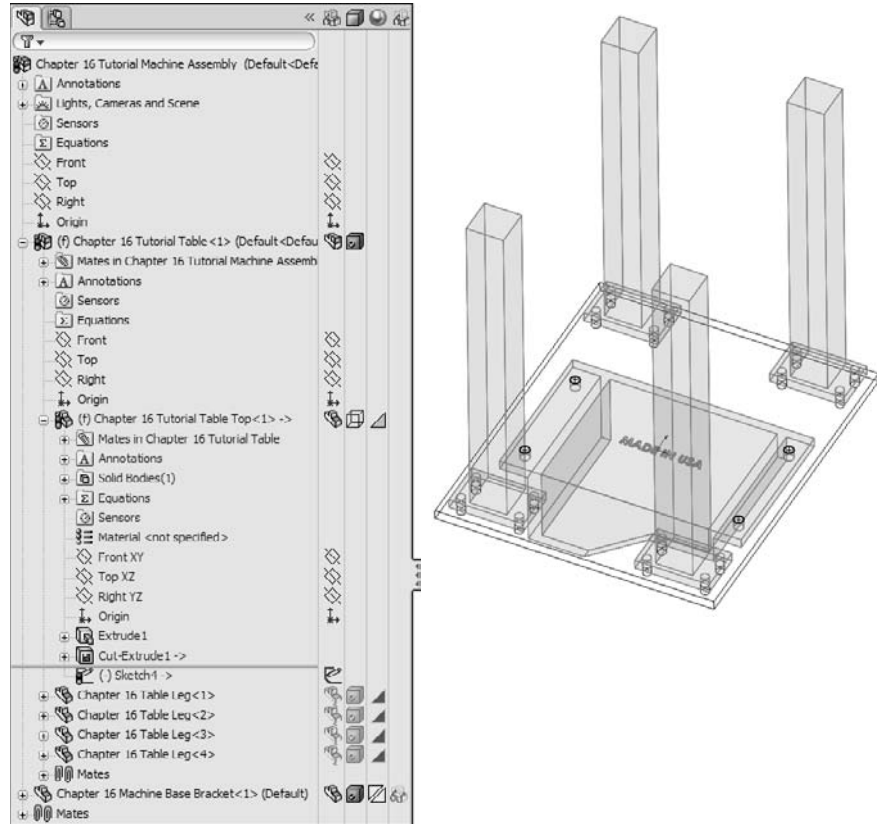 Chapter 16 Tutorial Machine Assembly (Default<Defa
A Annotations
Lights, Cameras and Scene
Sensors
Σ Equations
Front
Top
Right
Origin
(f) Chapter 16 Tutorial Table<1> (Default<Defau
Mates in Chapter 16 Tutorial Machine Assemb
A Annotations
Sensors
Σ Equations
Front
Top
Right
Origin
(f) Chapter 16 Tutorial Table Top<1> ->
Mates in Chapter 16 Tutorial Table
A Annotations
Solid Bodies(1)
Σ Equations
Sensors
Material <not specified>
Front XY
Top XZ
Right YZ
Origin
Extrude1
Cut-Extrude1 ->
(-) Sketch4 ->
Chapter 16 Table Leg<1>
Chapter 16 Table Leg<2>
Chapter 16 Table Leg<3>
Chapter 16 Table Leg<4>
Mates
Chapter 16 Machine Base Bracket<1> (Default)
Mates
MADE IN USA